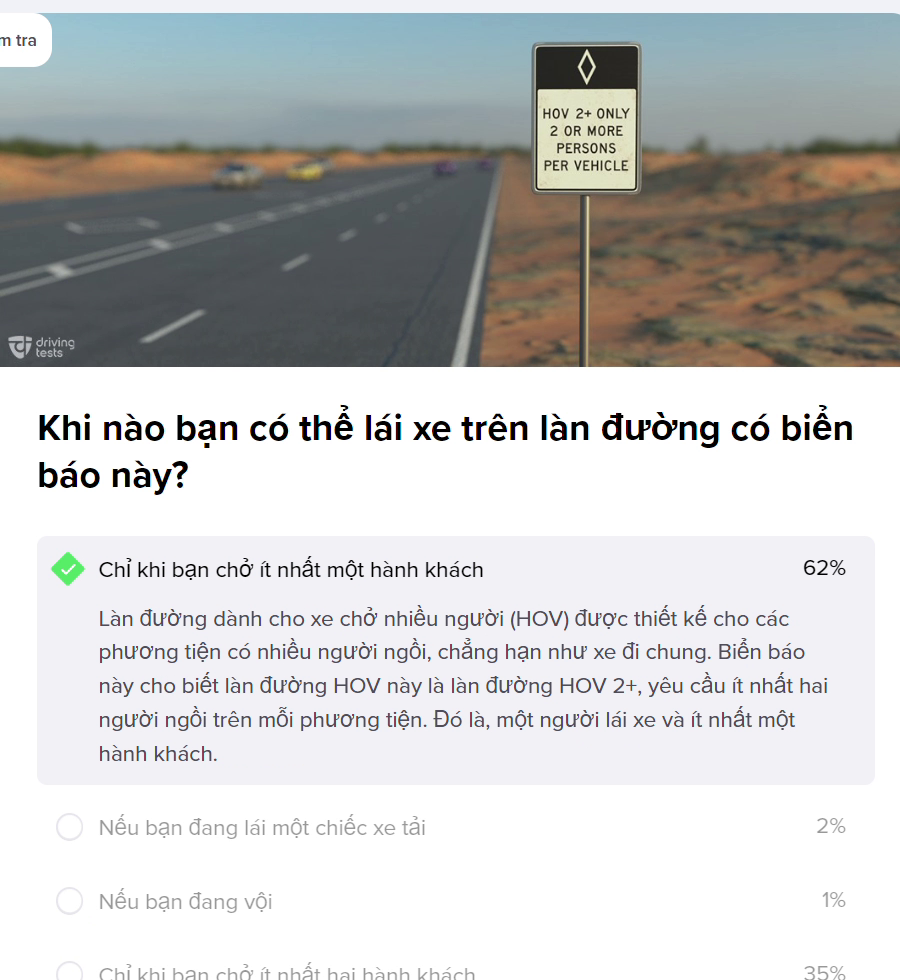 m tra
HOV 2+ ONLY
2 OR MORE
PERSONS
PER VEHICLE
driving
tests
Khi nào bạn có thể lái xe trên làn đường có biển
báo này?
Chỉ khi bạn chở ít nhất một hành khách 62%
Làn đường dành cho xe chở nhiều người (HOV) được thiết kế cho các
phương tiện có nhiều người ngồi, chẳng hạn như xe đi chung. Biển báo
này cho biết làn đường HOV này là làn đường HOV 2+, yêu cầu ít nhất hai
người ngồi trên mỗi phương tiện. Đó là, một người lái xe và ít nhất một
hành khách.
Nếu bạn đang lái một chiếc xe tải 2%
Nếu bạn đang vội 1%
Chỉ khi bạn chở ít nhất hai hành khách 35%